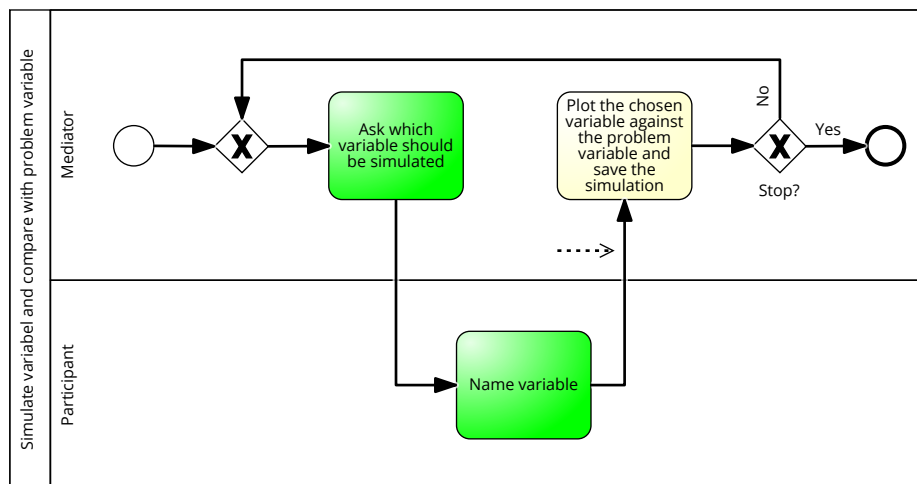 Simulate variabel and compare with problem variable
Mediator
Ask which
variable should
be simulated
Plot the chosen
variable against
the problem
variable and
save the
simulation
No
Yes
Stop?
Participant
Name variable